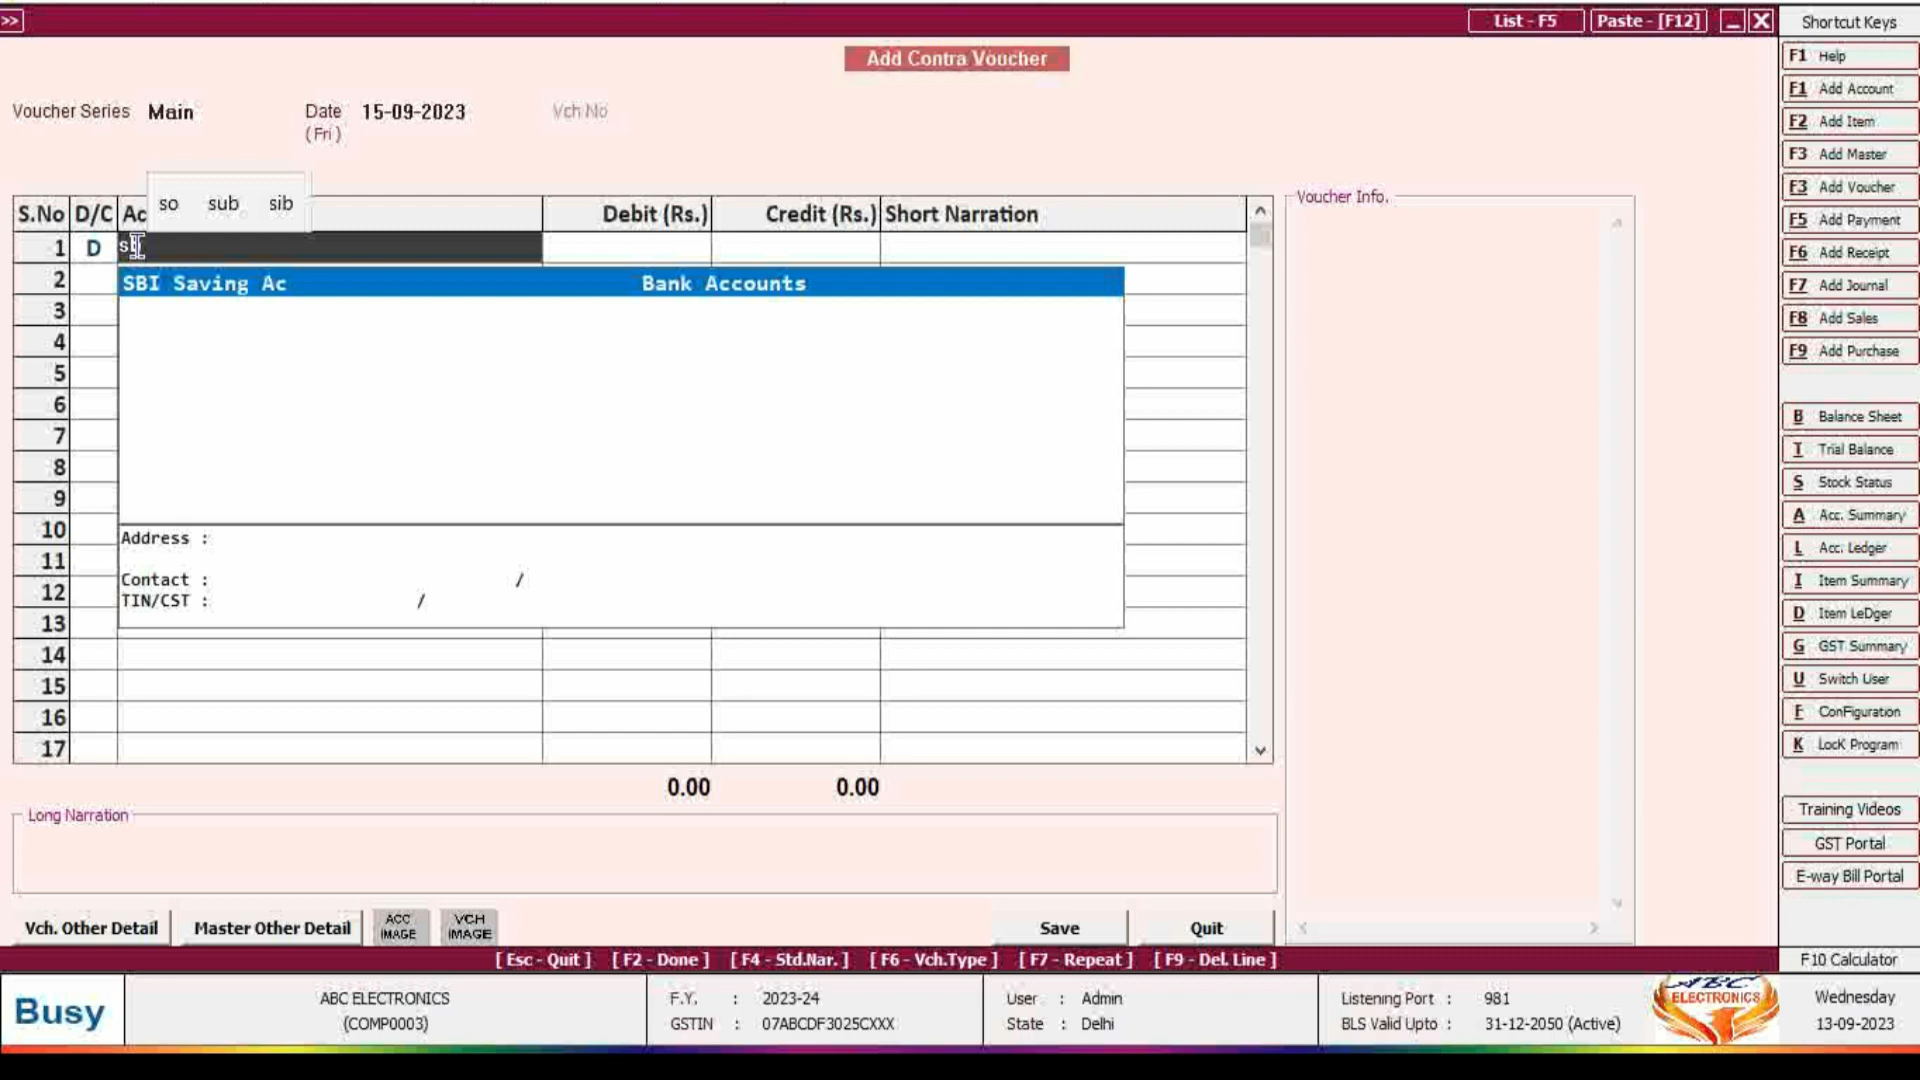 >> List - F5 Paste - [F12] _ X Shortcut Keys
Add Contra Voucher
Voucher Series Main Date 15-09-2023 Vch No
(Fri)
so sub sib
S.No D/C Ac Debit (Rs.) Credit (Rs.) Short Narration
1 D
2 SBI Saving Ac Bank Accounts
3
4
5
6
7
8
9
10
Address :
11
Contact : /
12
TIN/CST : /
13
14
15
16
17
0.00 0.00
Long Narration
Voucher Info.
Vch. Other Detail Master Other Detail ACC IMAGE VCH IMAGE Save Quit
[ Esc - Quit ] [ F2 - Done ] [ F4 - Std.Nar. ] [ F6 - Vch.Type ] [ F7 - Repeat ] [ F9 - Del. Line ]
F1 Help
F1 Add Account
F2 Add Item
F3 Add Master
F3 Add Voucher
F5 Add Payment
F6 Add Receipt
F7 Add Journal
F8 Add Sales
F9 Add Purchase
B Balance Sheet
T Trial Balance
S Stock Status
A Acc. Summary
L Acc. Ledger
I Item Summary
D Item LeDger
G GST Summary
U Switch User
F ConFiguration
K LocK Program
Training Videos
GST Portal
E-way Bill Portal
F10 Calculator
Busy
ABC ELECTRONICS
(COMP0003)
F.Y. : 2023-24
GSTIN : 07ABCDF3025CXXX
User : Admin
State : Delhi
Listening Port : 981
BLS Valid Upto : 31-12-2050 (Active)
ABC
ELECTRONICS
Wednesday
13-09-2023